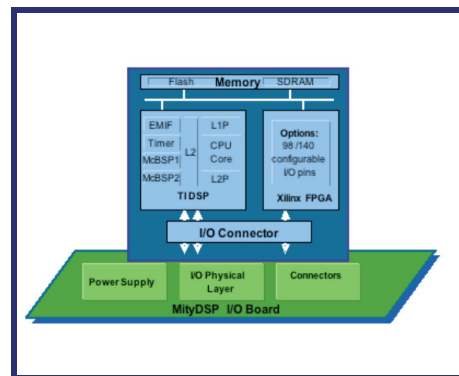 Flash Memory SDRAM
EMIF
Timer
McBSP1
McBSP2
L2
L1P
CPU
Core
L2P
TI DSP
Options:
98 /140
configurable
I/O pins
Xilinx FPGA
I/O Connector
Power Supply
I/O Physical
Layer
Connectors
MityDSP I/O Board